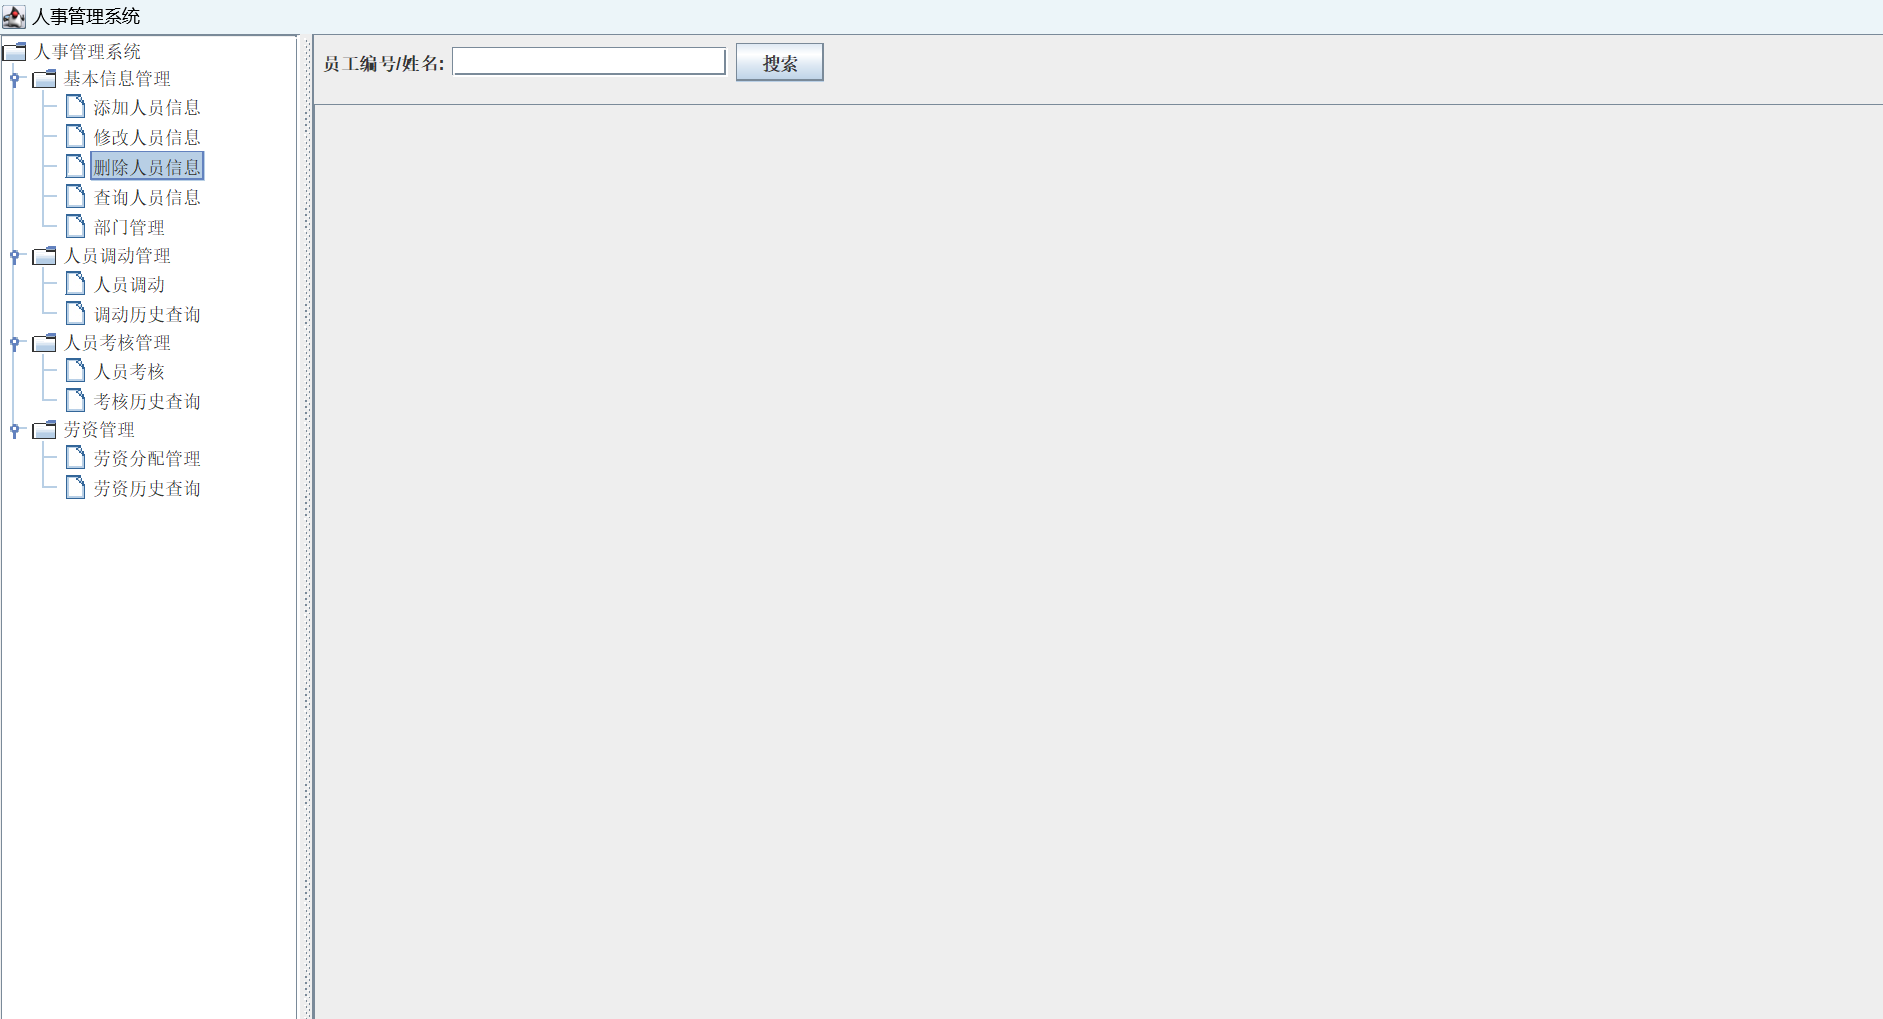 人事管理系统
人事管理系统
基本信息管理
添加人员信息
修改人员信息
删除人员信息
查询人员信息
部门管理
人员调动管理
人员调动
调动历史查询
人员考核管理
人员考核
考核历史查询
劳资管理
劳资分配管理
劳资历史查询
员工编号/姓名: 搜索